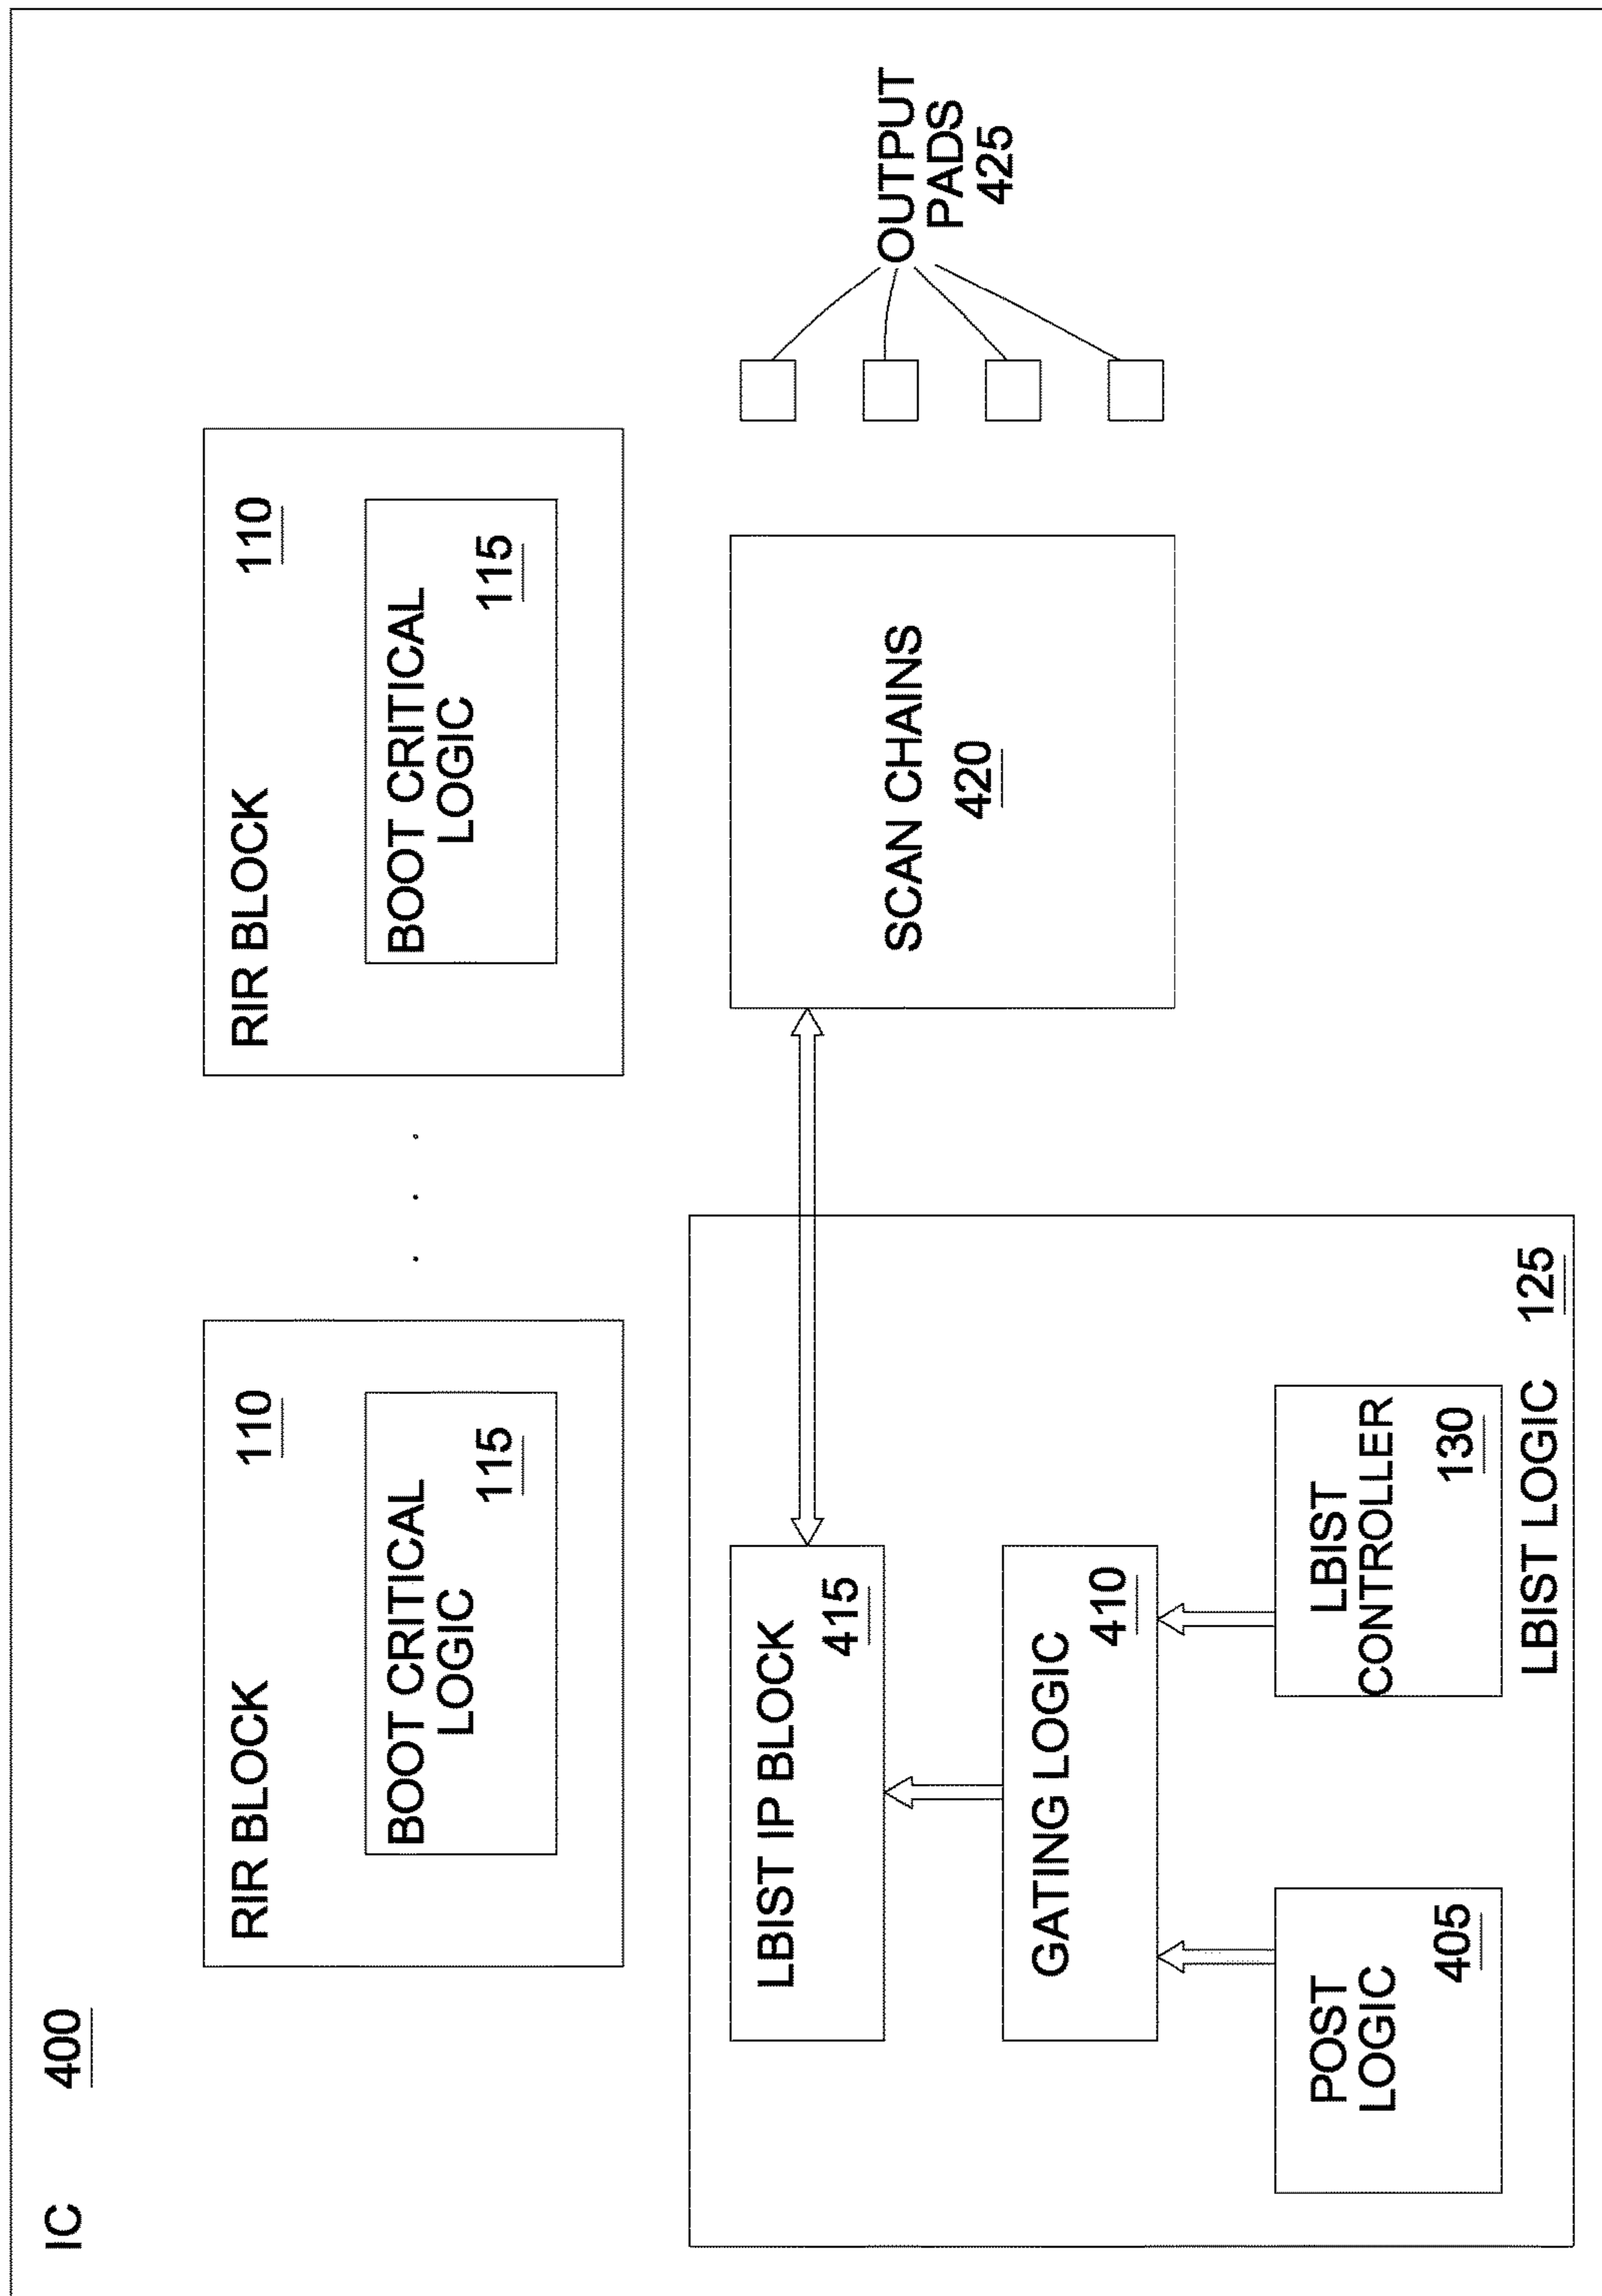 IC 400
RIR BLOCK
110
BOOT CRITICAL
LOGIC
115
RIR BLOCK
110
BOOT CRITICAL
LOGIC
115
LBIST IP BLOCK
415
GATING LOGIC
410
POST
LOGIC
405
LBIST
CONTROLLER
130
LBIST LOGIC 125
SCAN CHAINS
420
OUTPUT
PADS
425